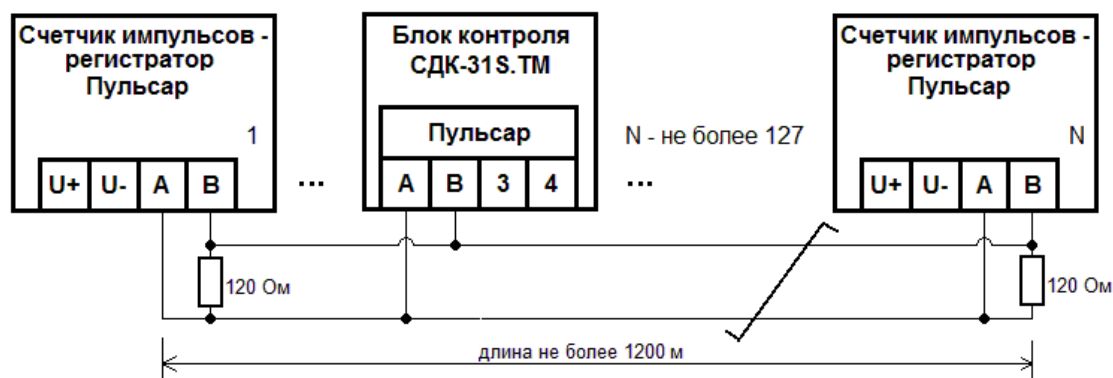 Счетчик импульсов -
регистратор
Пульсар
1
U+ U- A B
...
Блок контроля
СДК-31S.TM
Пульсар
A B 3 4
N - не более 127
...
Счетчик импульсов -
регистратор
Пульсар
N
U+ U- A B
120 Ом
120 Ом
длина не более 1200 м